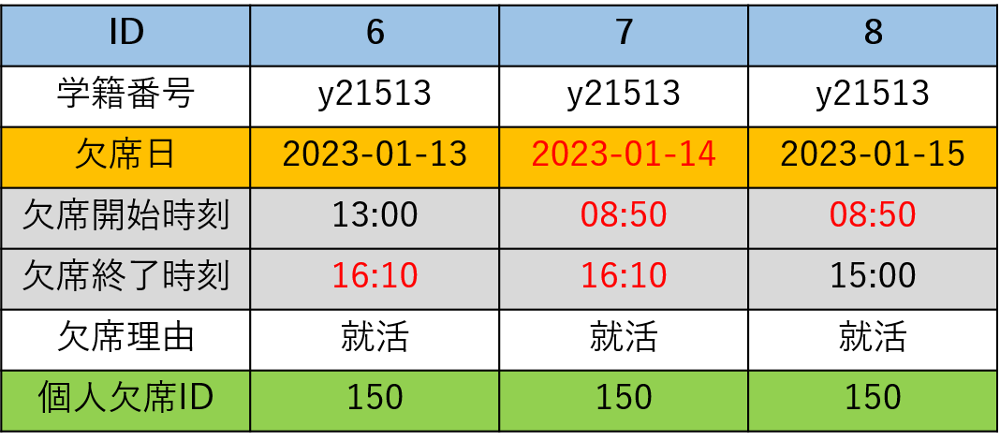 ID 6 7 8
学籍番号 y21513 y21513 y21513
欠席日 2023-01-13 2023-01-14 2023-01-15
欠席開始時刻 13:00 08:50 08:50
欠席終了時刻 16:10 16:10 15:00
欠席理由 就活 就活 就活
個人欠席ID 150 150 150